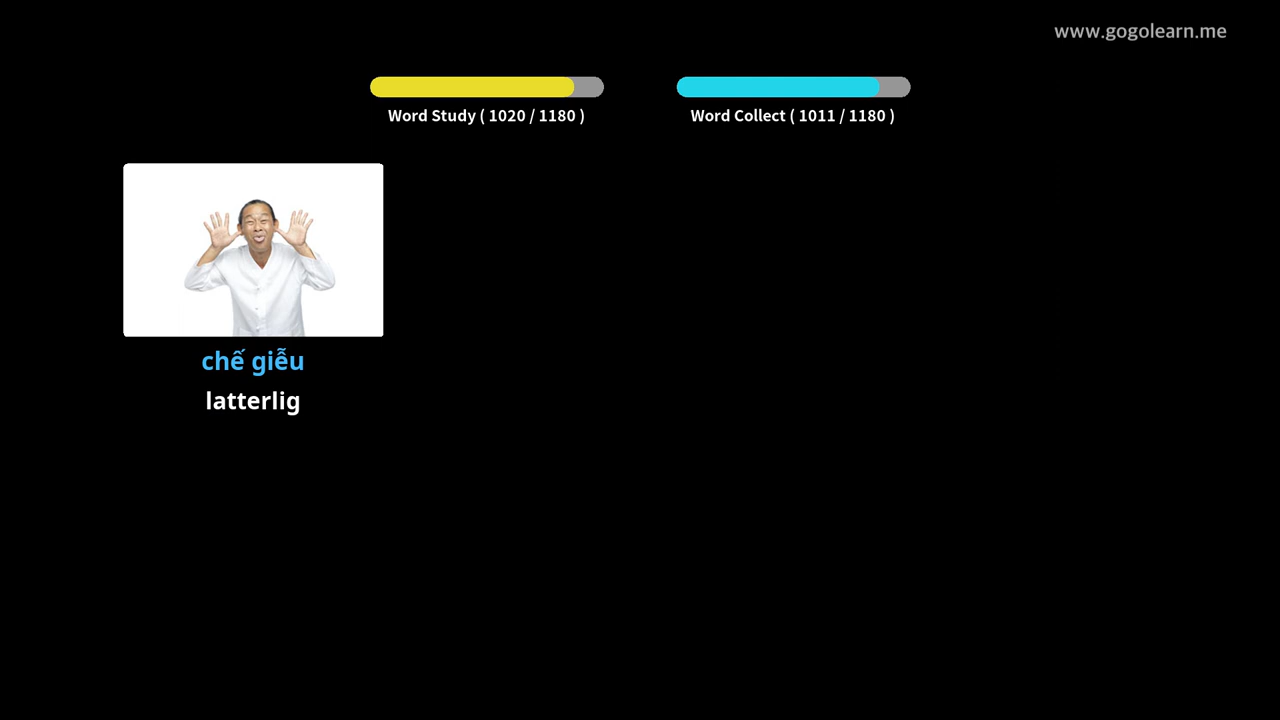 www.gogolearn.me
Word Study ( 1020 / 1180 )
Word Collect ( 1011 / 1180 )
chế giễu
latterlig